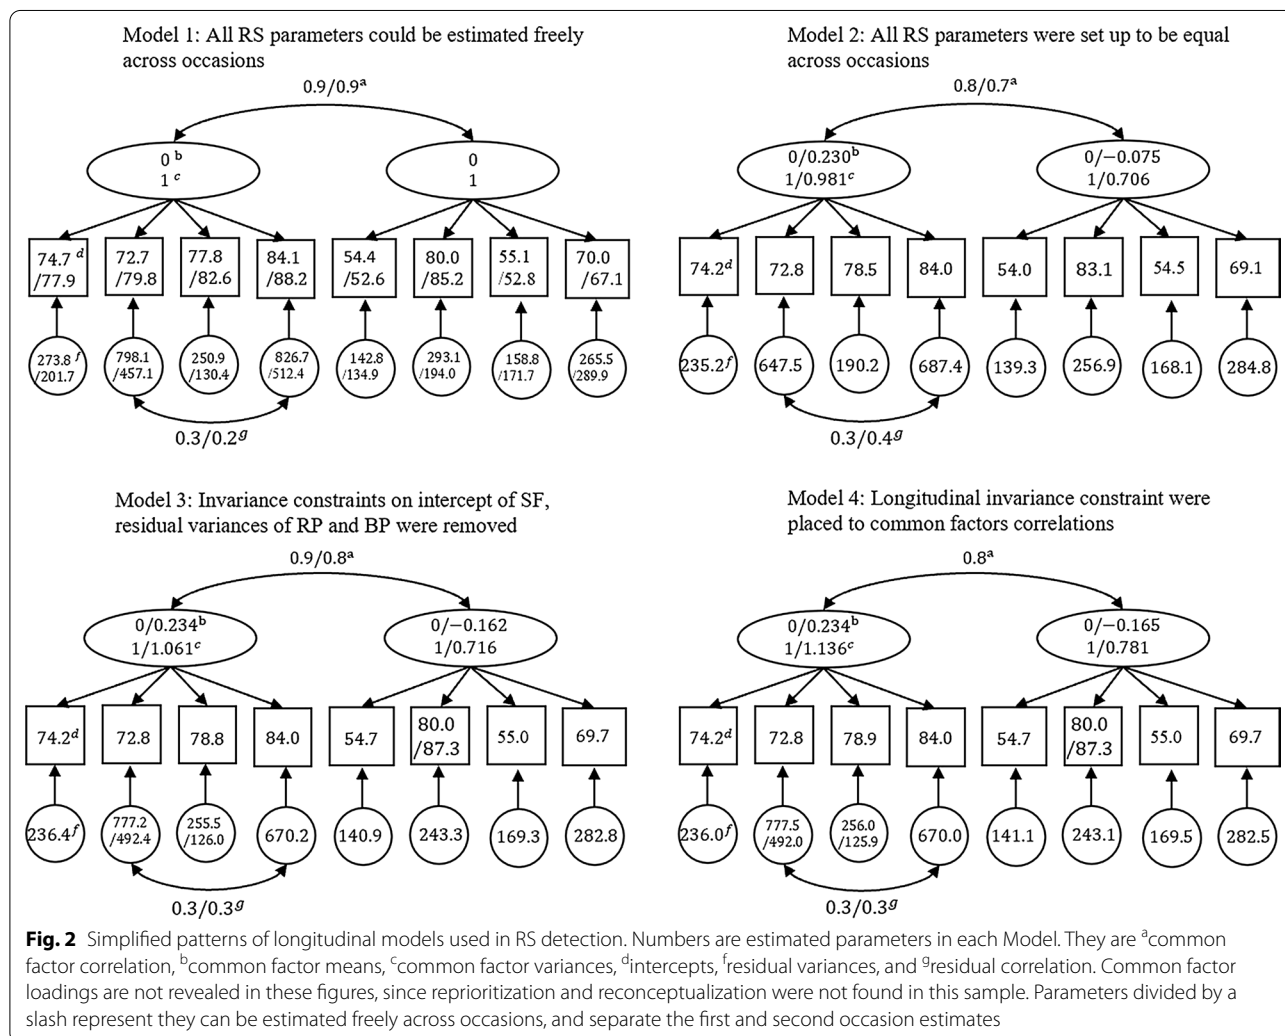 Model 1: All RS parameters could be estimated freely
across occasions
0.9/0.9ᵃ
0 ᵇ
1 ᶜ
0
1
74.7 ᵈ
/77.9
72.7
/79.8
77.8
/82.6
84.1
/88.2
54.4
/52.6
80.0
/85.2
55.1
/52.8
70.0
/67.1
273.8 ᶠ
/201.7
798.1
/457.1
250.9
/130.4
826.7
/512.4
142.8
/134.9
293.1
/194.0
158.8
/171.7
265.5
/289.9
0.3/0.2ᵍ
Model 2: All RS parameters were set up to be equal
across occasions
0.8/0.7ᵃ
0/0.230ᵇ
1/0.981ᶜ
0/−0.075
1/0.706
74.2ᵈ
72.8
78.5
84.0
54.0
83.1
54.5
69.1
235.2ᶠ
647.5
190.2
687.4
139.3
256.9
168.1
284.8
0.3/0.4ᵍ
Model 3: Invariance constraints on intercept of SF,
residual variances of RP and BP were removed
0.9/0.8ᵃ
0/0.234ᵇ
1/1.061ᶜ
0/−0.162
1/0.716
74.2ᵈ
72.8
78.8
84.0
54.7
80.0
/87.3
55.0
69.7
236.4ᶠ
777.2
/492.4
255.5
/126.0
670.2
140.9
243.3
169.3
282.8
0.3/0.3ᵍ
Model 4: Longitudinal invariance constraint were
placed to common factors correlations
0.8ᵃ
0/0.234ᵇ
1/1.136ᶜ
0/−0.165
1/0.781
74.2ᵈ
72.8
78.9
84.0
54.7
80.0
/87.3
55.0
69.7
236.0ᶠ
777.5
/492.0
256.0
/125.9
670.0
141.1
243.1
169.5
282.5
0.3/0.3ᵍ
Fig. 2 Simplified patterns of longitudinal models used in RS detection. Numbers are estimated parameters in each Model. They are ᵃcommon
factor correlation, ᵇcommon factor means, ᶜcommon factor variances, ᵈintercepts, ᶠresidual variances, and ᵍresidual correlation. Common factor
loadings are not revealed in these figures, since reprioritization and reconceptualization were not found in this sample. Parameters divided by a
slash represent they can be estimated freely across occasions, and separate the first and second occasion estimates